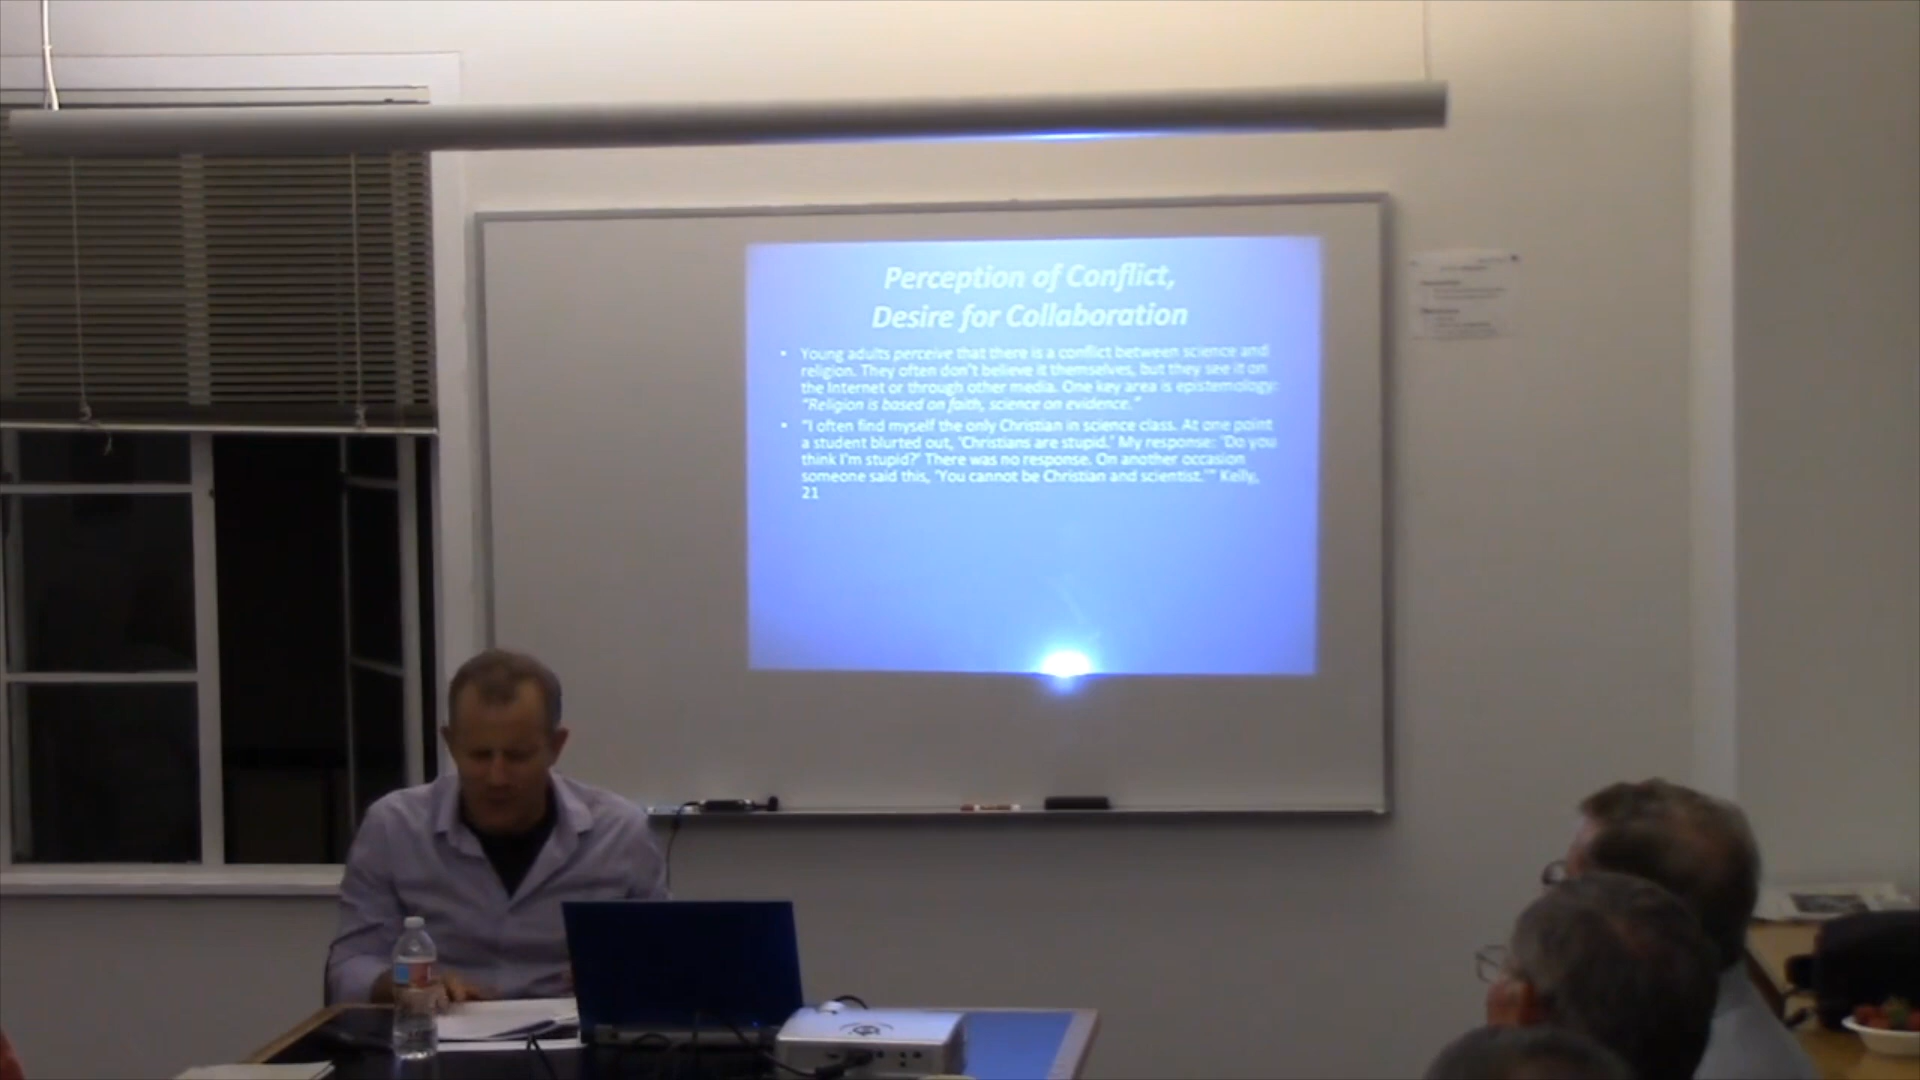 Perception of Conflict,
Desire for Collaboration
• Young adults perceive that there is a conflict between science and
religion. They often don't believe it themselves, but they see it on
the Internet or through other media. One key area is epistemology:
"Religion is based on faith, science on evidence."
• "I often find myself the only Christian in science class. At one point
a student blurted out, 'Christians are stupid.' My response: 'Do you
think I'm stupid?' There was no response. On another occasion
someone said this, 'You cannot be Christian and scientist.'" Kelly,
21